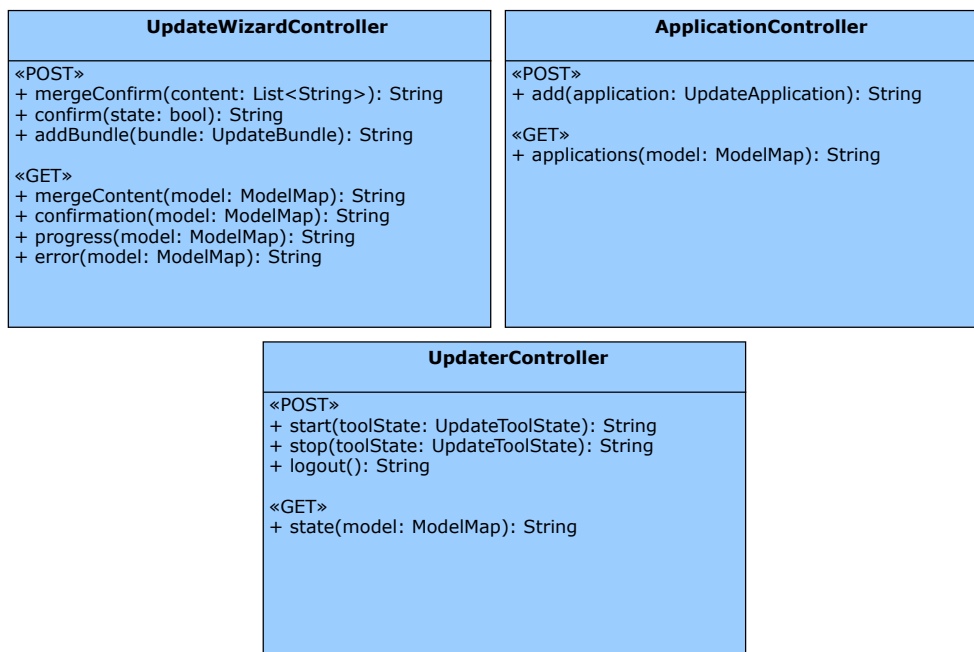 UpdateWizardController
«POST»
+ mergeConfirm(content: List<String>): String
+ confirm(state: bool): String
+ addBundle(bundle: UpdateBundle): String
«GET»
+ mergeContent(model: ModelMap): String
+ confirmation(model: ModelMap): String
+ progress(model: ModelMap): String
+ error(model: ModelMap): String
ApplicationController
«POST»
+ add(application: UpdateApplication): String
«GET»
+ applications(model: ModelMap): String
UpdaterController
«POST»
+ start(toolState: UpdateToolState): String
+ stop(toolState: UpdateToolState): String
+ logout(): String
«GET»
+ state(model: ModelMap): String